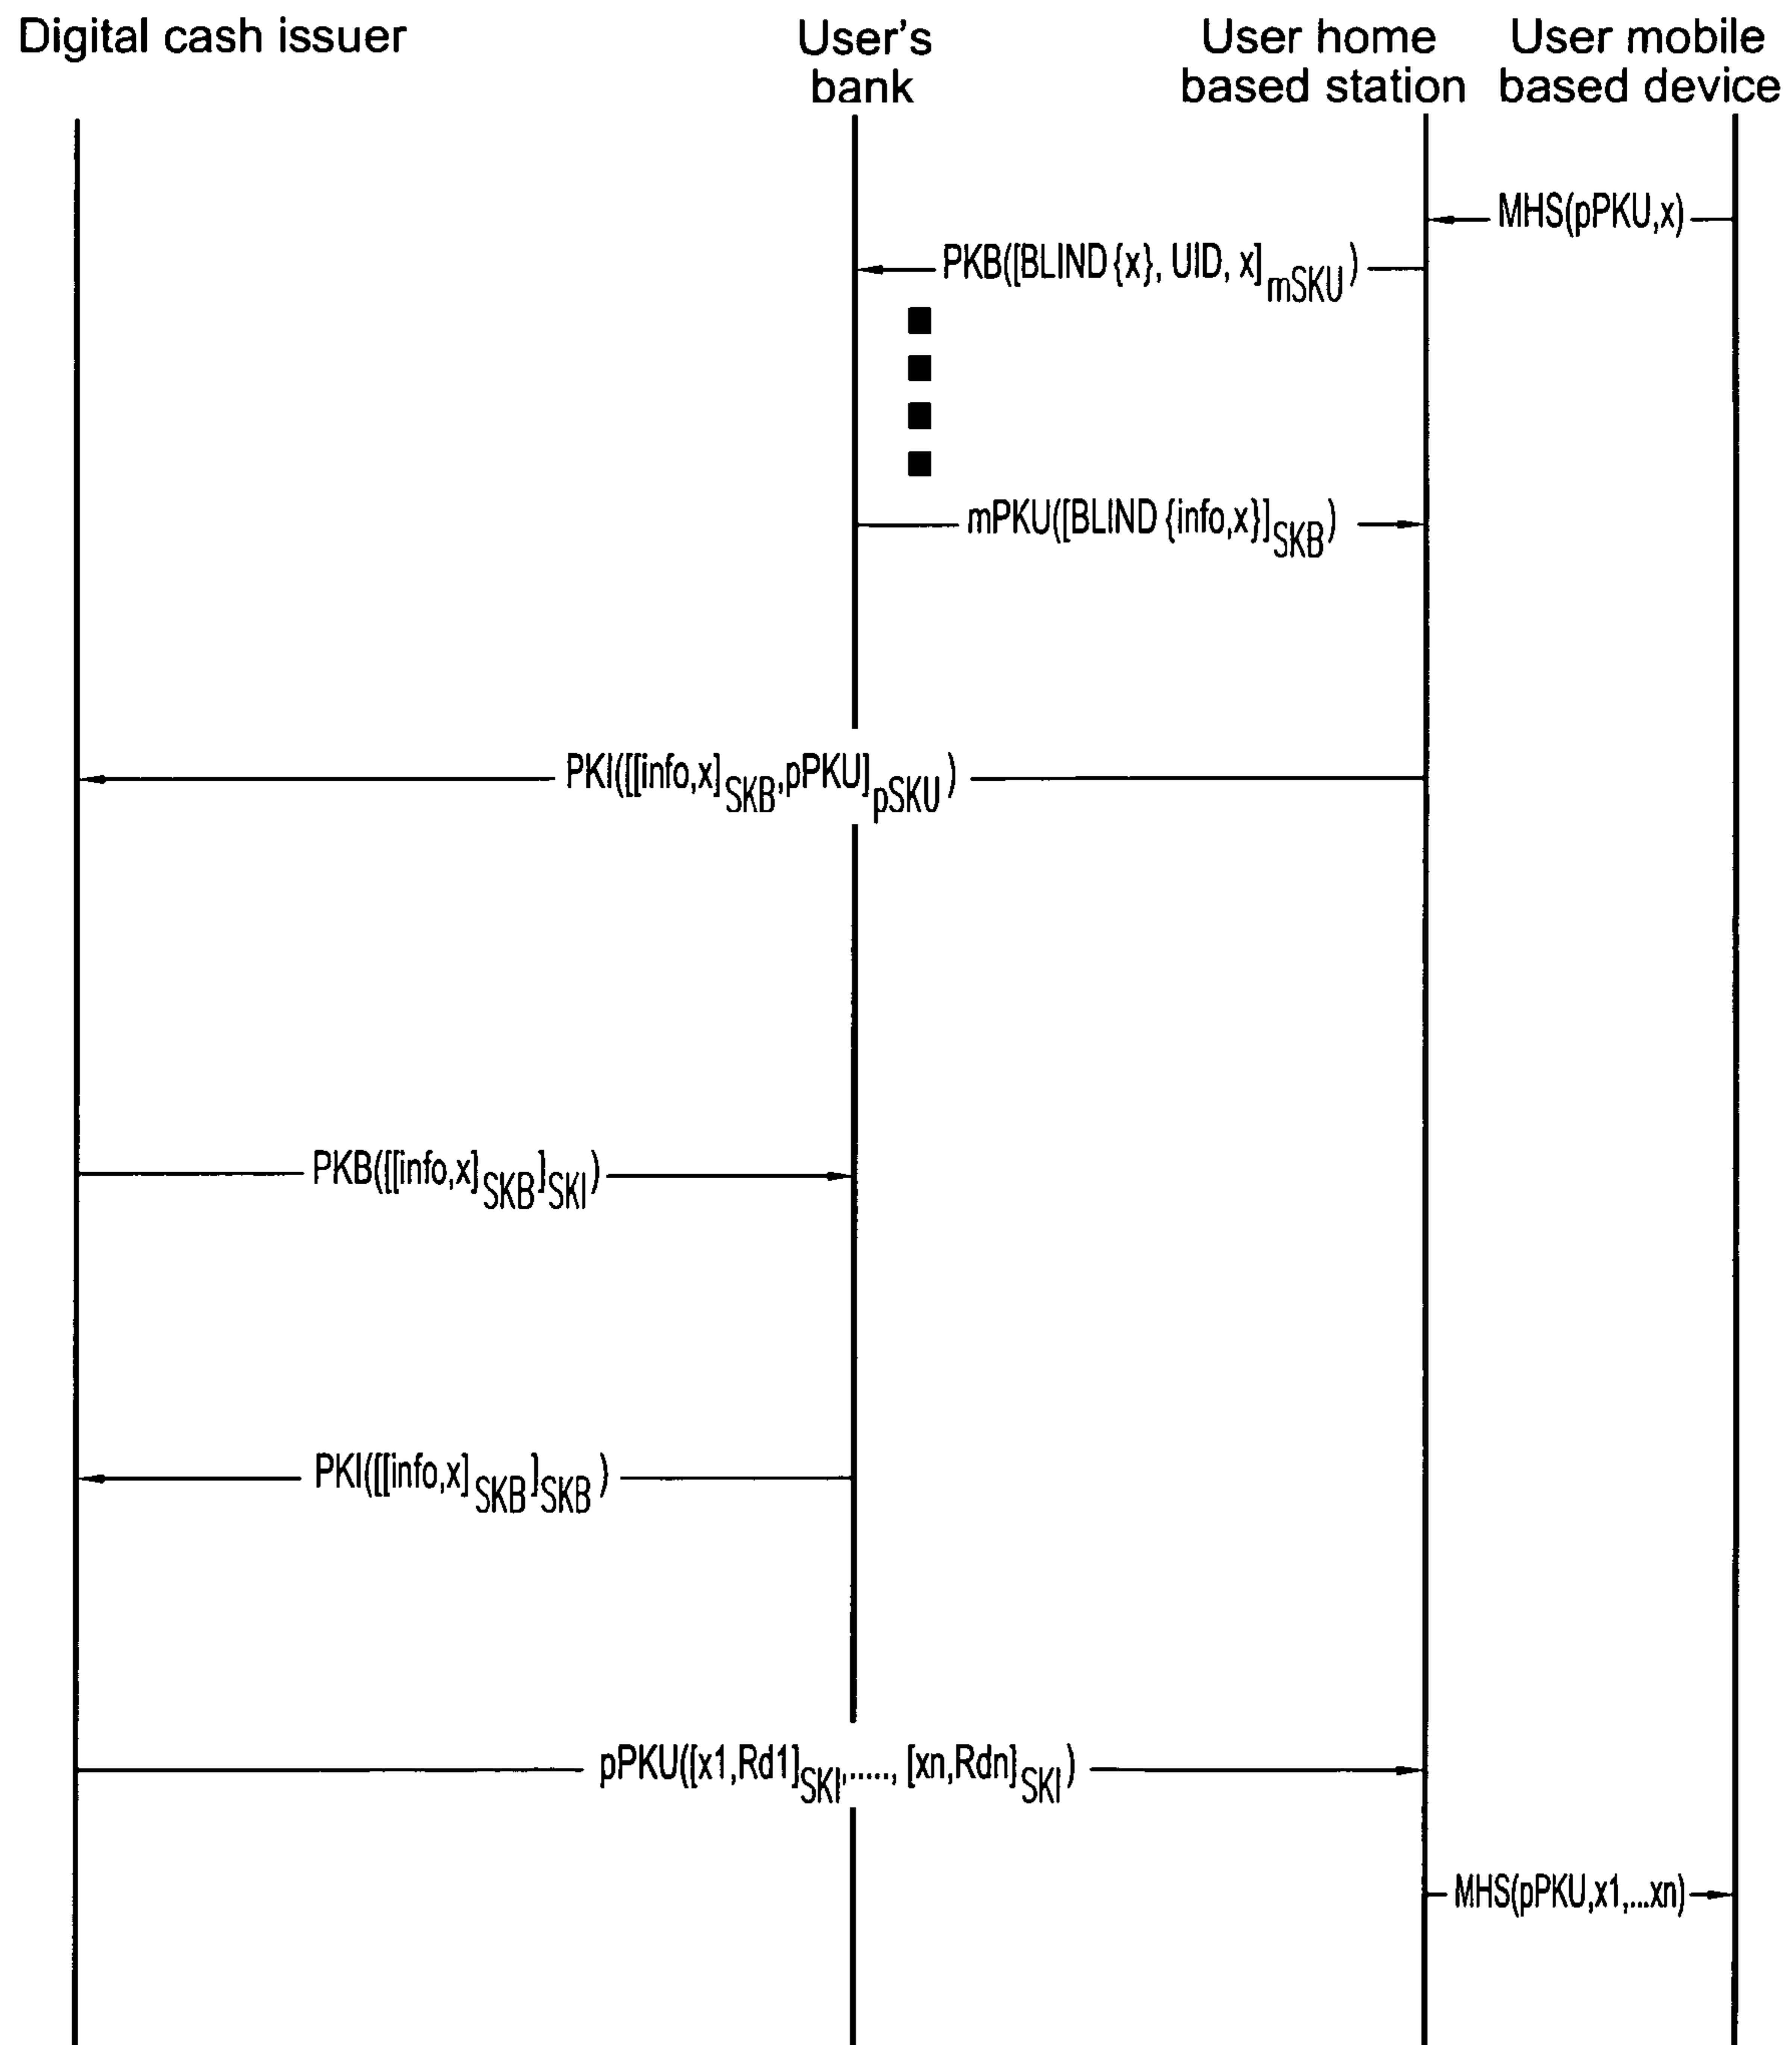 Digital cash issuer
User's
bank
User home
based station
User mobile
based device
MHS(pPKU,x)
PKB([BLIND{x}, UID, x]mSKU)
mPKU([BLIND{info,x}]SKB)
PKI([[info,x]SKB,pPKU]pSKU)
PKB([[info,x]SKB]SKI)
PKI([[info,x]SKB]SKB)
pPKU([x1,Rd1]SKI,....., [xn,Rdn]SKI)
MHS(pPKU,x1,...xn)